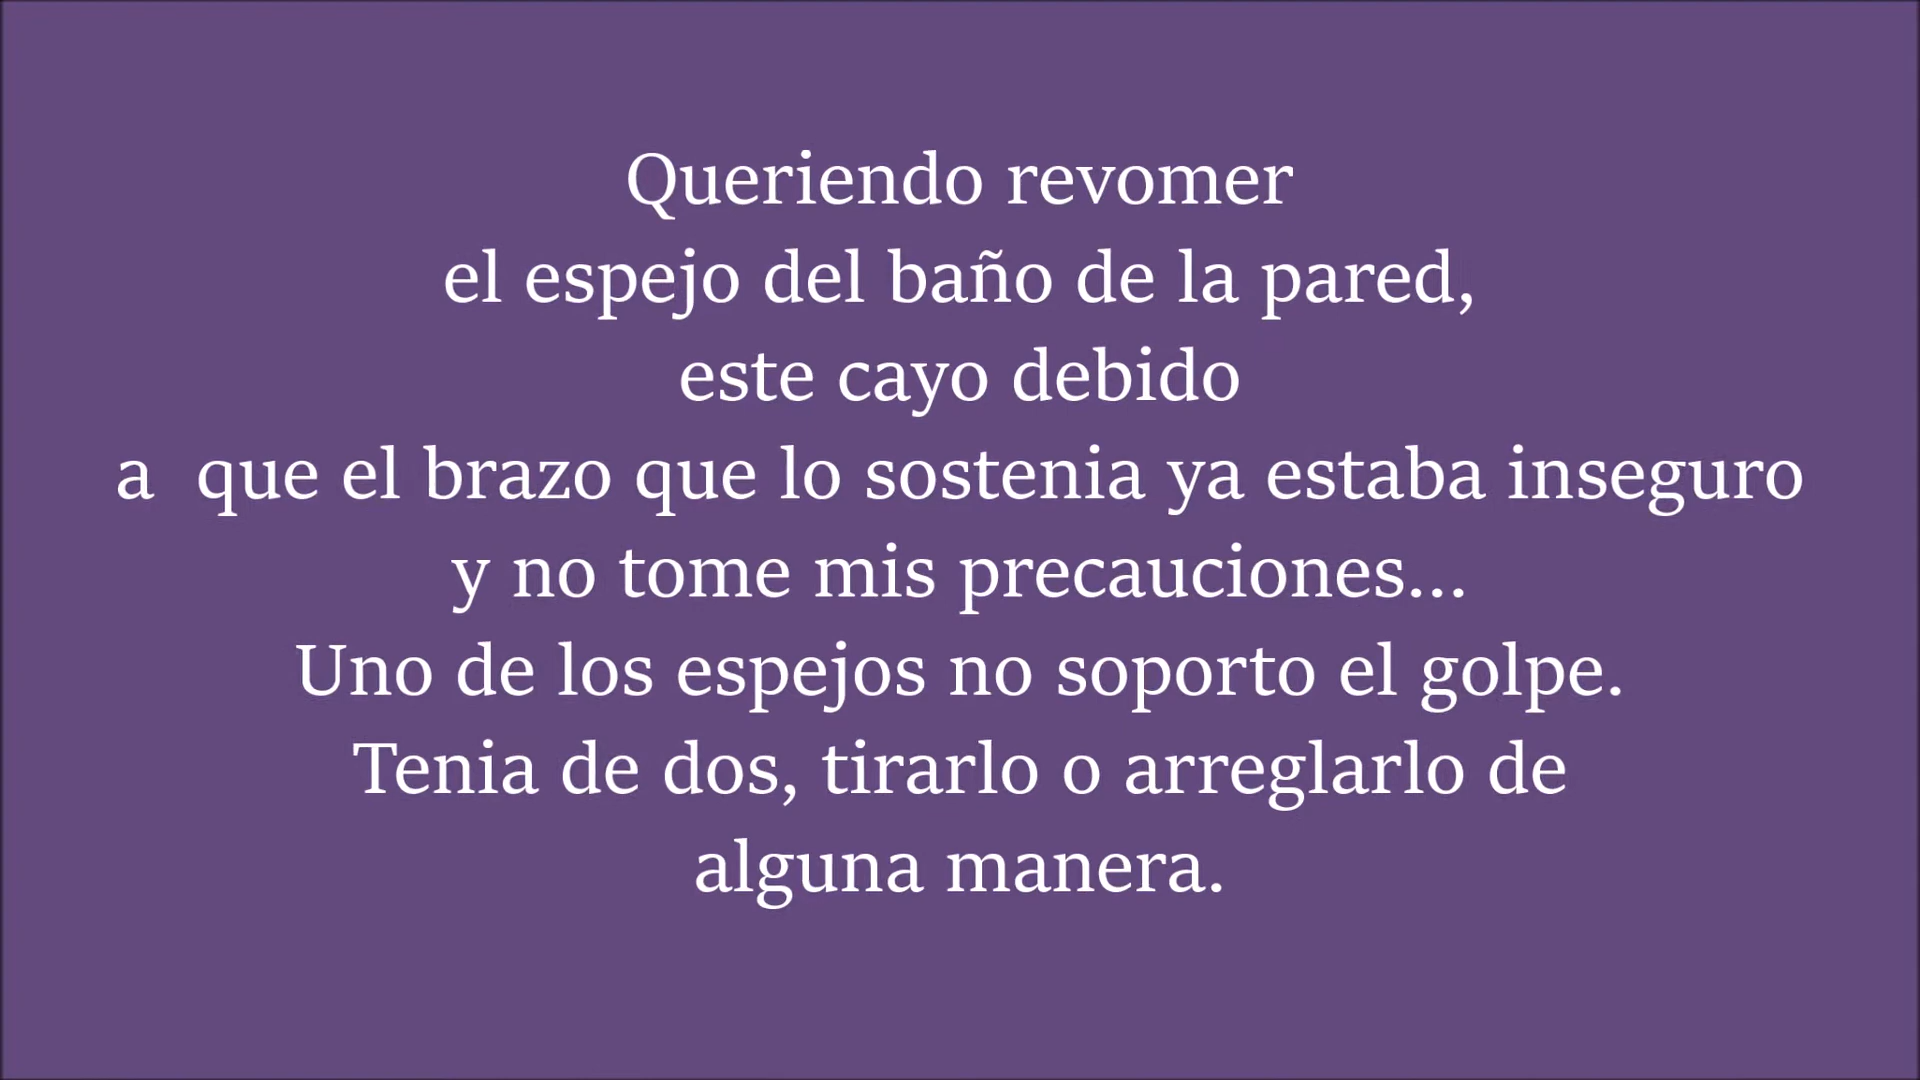 Queriendo revomer
el espejo del baño de la pared,
este cayo debido
a  que el brazo que lo sostenia ya estaba inseguro
y no tome mis precauciones...
Uno de los espejos no soporto el golpe.
Tenia de dos, tirarlo o arreglarlo de
alguna manera.